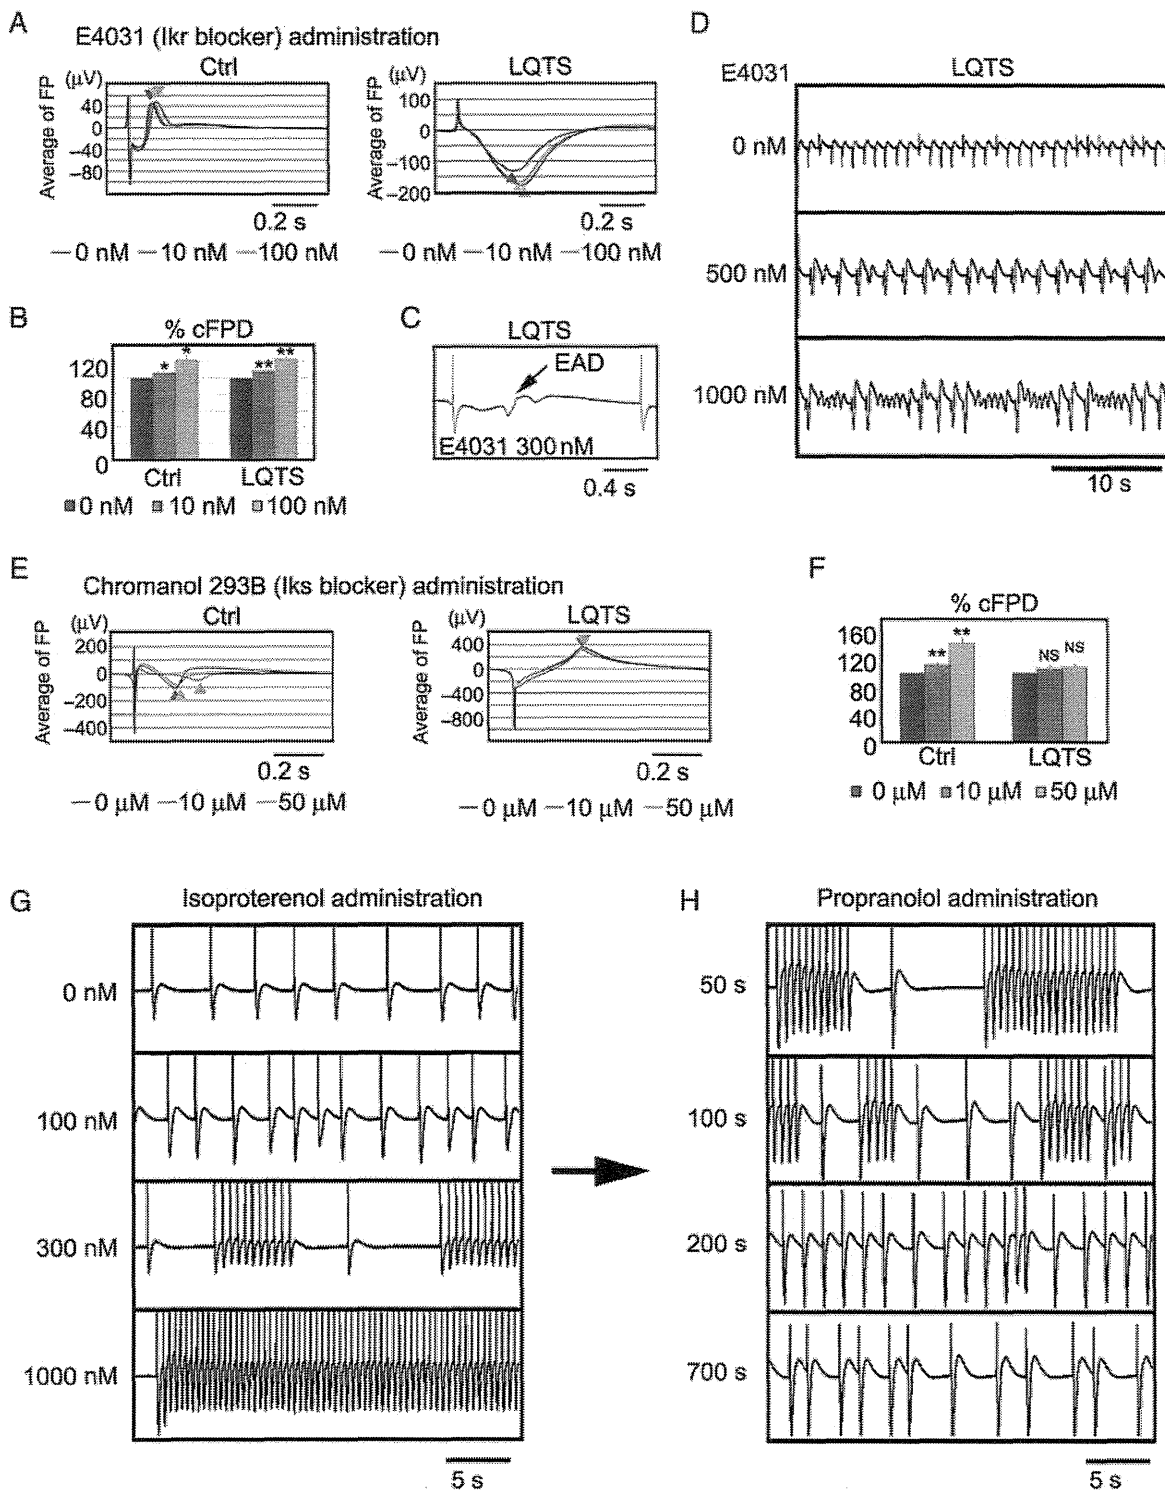 A
E4031 (Ikr blocker) administration
Ctrl
Average of FP
(μV)
40
0
−40
−80
0.2 s
0 nM 10 nM 100 nM
LQTS
Average of FP
(μV)
100
0
−100
−200
0.2 s
0 nM 10 nM 100 nM
B
% cFPD
120
80
40
0
* * ** **
Ctrl LQTS
0 nM 10 nM 100 nM
C
LQTS
EAD
E4031 300 nM
0.4 s
D
E4031 LQTS
0 nM
500 nM
1000 nM
10 s
E
Chromanol 293B (Iks blocker) administration
Ctrl
Average of FP
(μV)
200
0
−200
−400
0.2 s
0 μM 10 μM 50 μM
LQTS
Average of FP
(μV)
400
0
−400
−800
0.2 s
0 μM 10 μM 50 μM
F
% cFPD
160
120
80
40
0
** ** NS NS
Ctrl LQTS
0 μM 10 μM 50 μM
G
Isoproterenol administration
0 nM
100 nM
300 nM
1000 nM
5 s
H
Propranolol administration
50 s
100 s
200 s
700 s
5 s